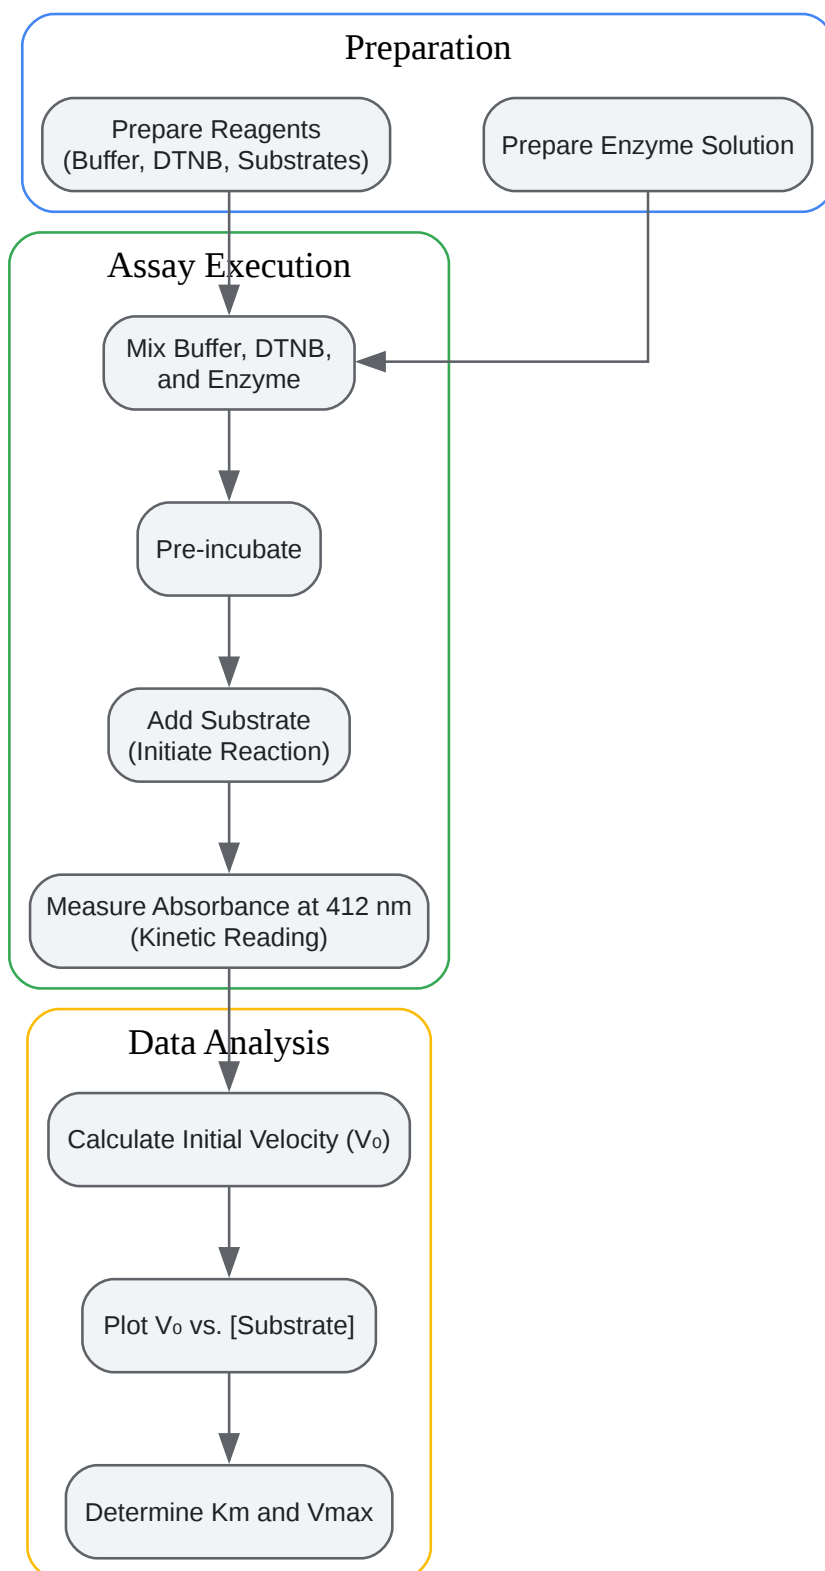 Preparation
Prepare Reagents
(Buffer, DTNB, Substrates)
Prepare Enzyme Solution
Assay Execution
Mix Buffer, DTNB,
and Enzyme
Pre-incubate
Add Substrate
(Initiate Reaction)
Measure Absorbance at 412 nm
(Kinetic Reading)
Data Analysis
Calculate Initial Velocity (V₀)
Plot V₀ vs. [Substrate]
Determine Km and Vmax